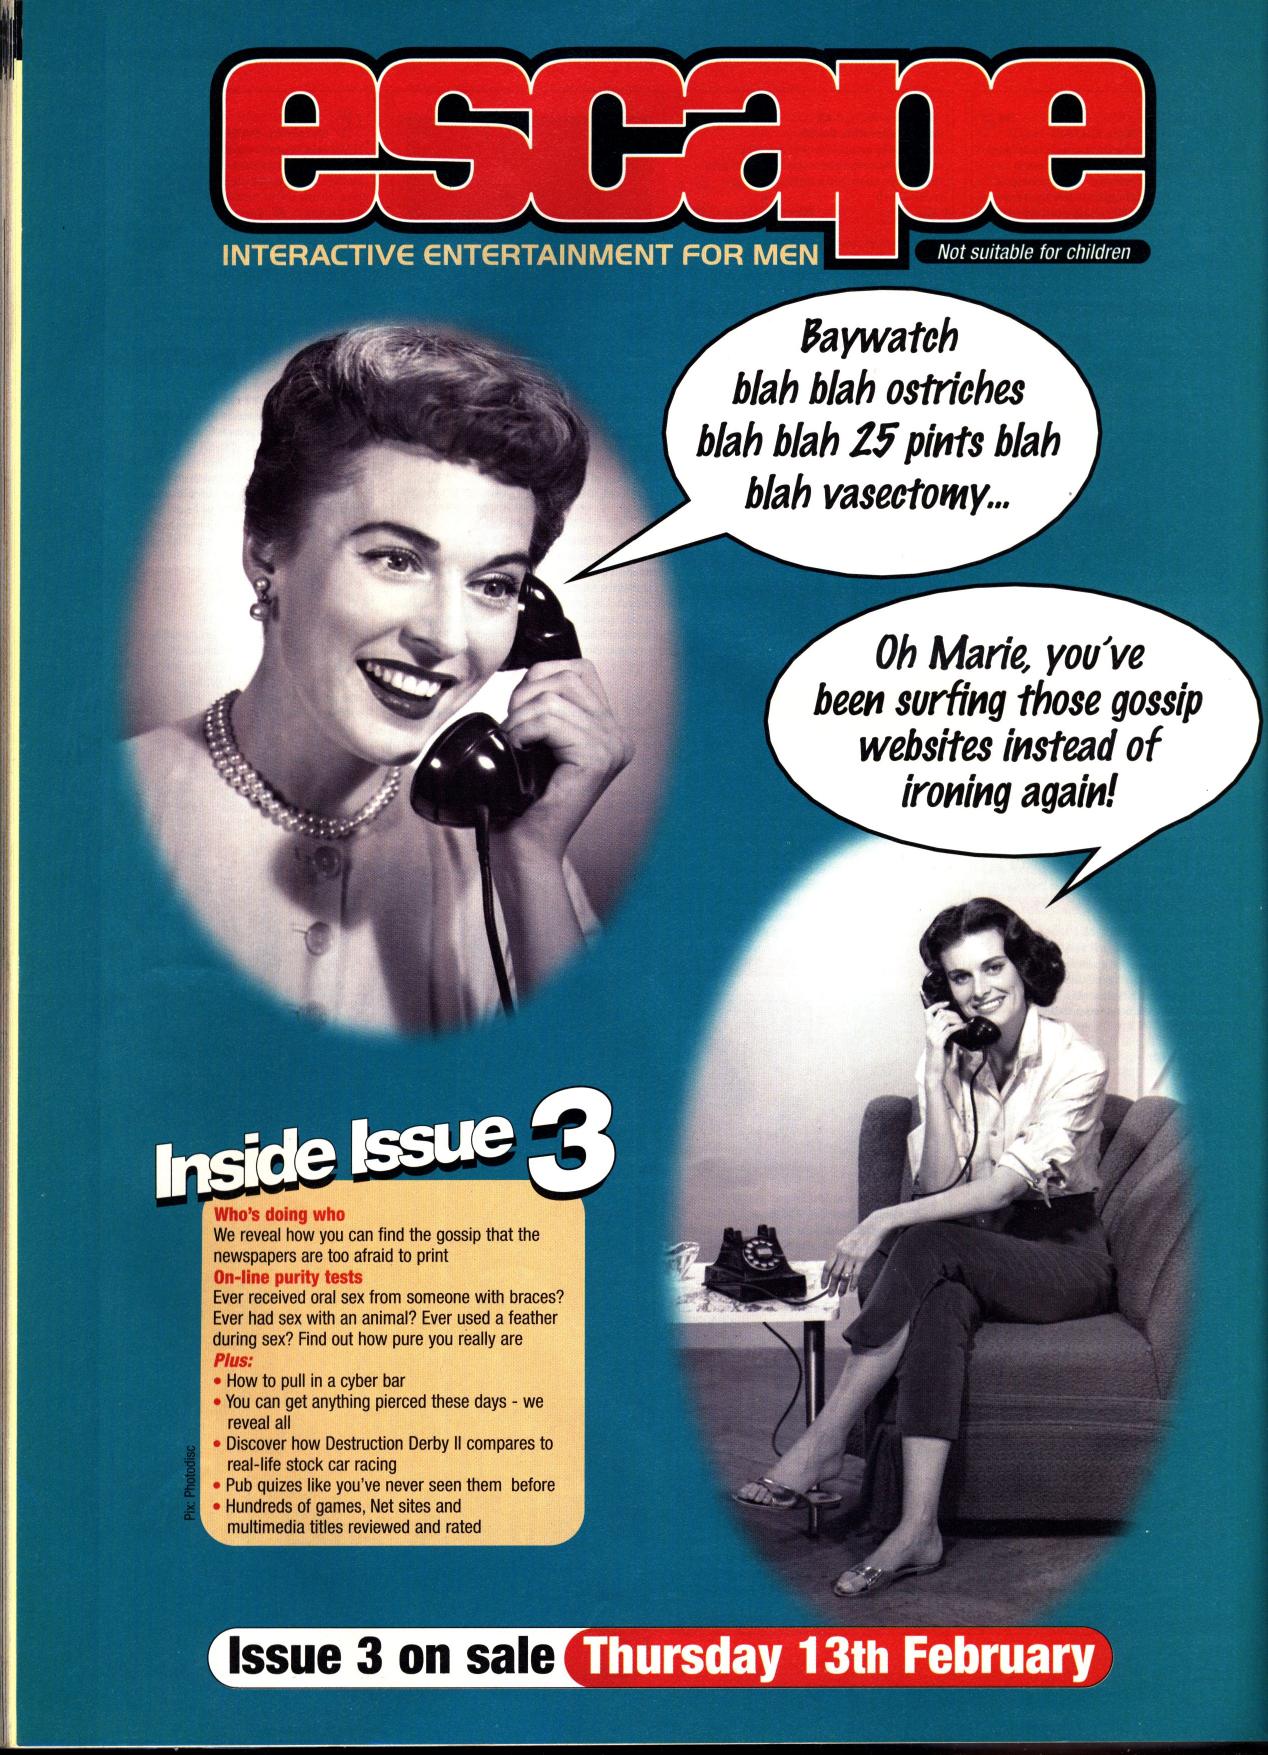 escape
INTERACTIVE ENTERTAINMENT FOR MEN
Not suitable for children
Baywatch
blah blah ostriches
blah blah 25 pints blah
blah vasectomy...
Oh Marie, you've
been surfing those gossip
websites instead of
ironing again!
Inside Issue 3
Who's doing who
We reveal how you can find the gossip that the
newspapers are too afraid to print
On-line purity tests
Ever received oral sex from someone with braces?
Ever had sex with an animal? Ever used a feather
during sex? Find out how pure you really are
Plus:
• How to pull in a cyber bar
• You can get anything pierced these days - we
reveal all
• Discover how Destruction Derby II compares to
real-life stock car racing
• Pub quizes like you've never seen them before
• Hundreds of games, Net sites and
multimedia titles reviewed and rated
Pix: Photodisc
Issue 3 on sale Thursday 13th February